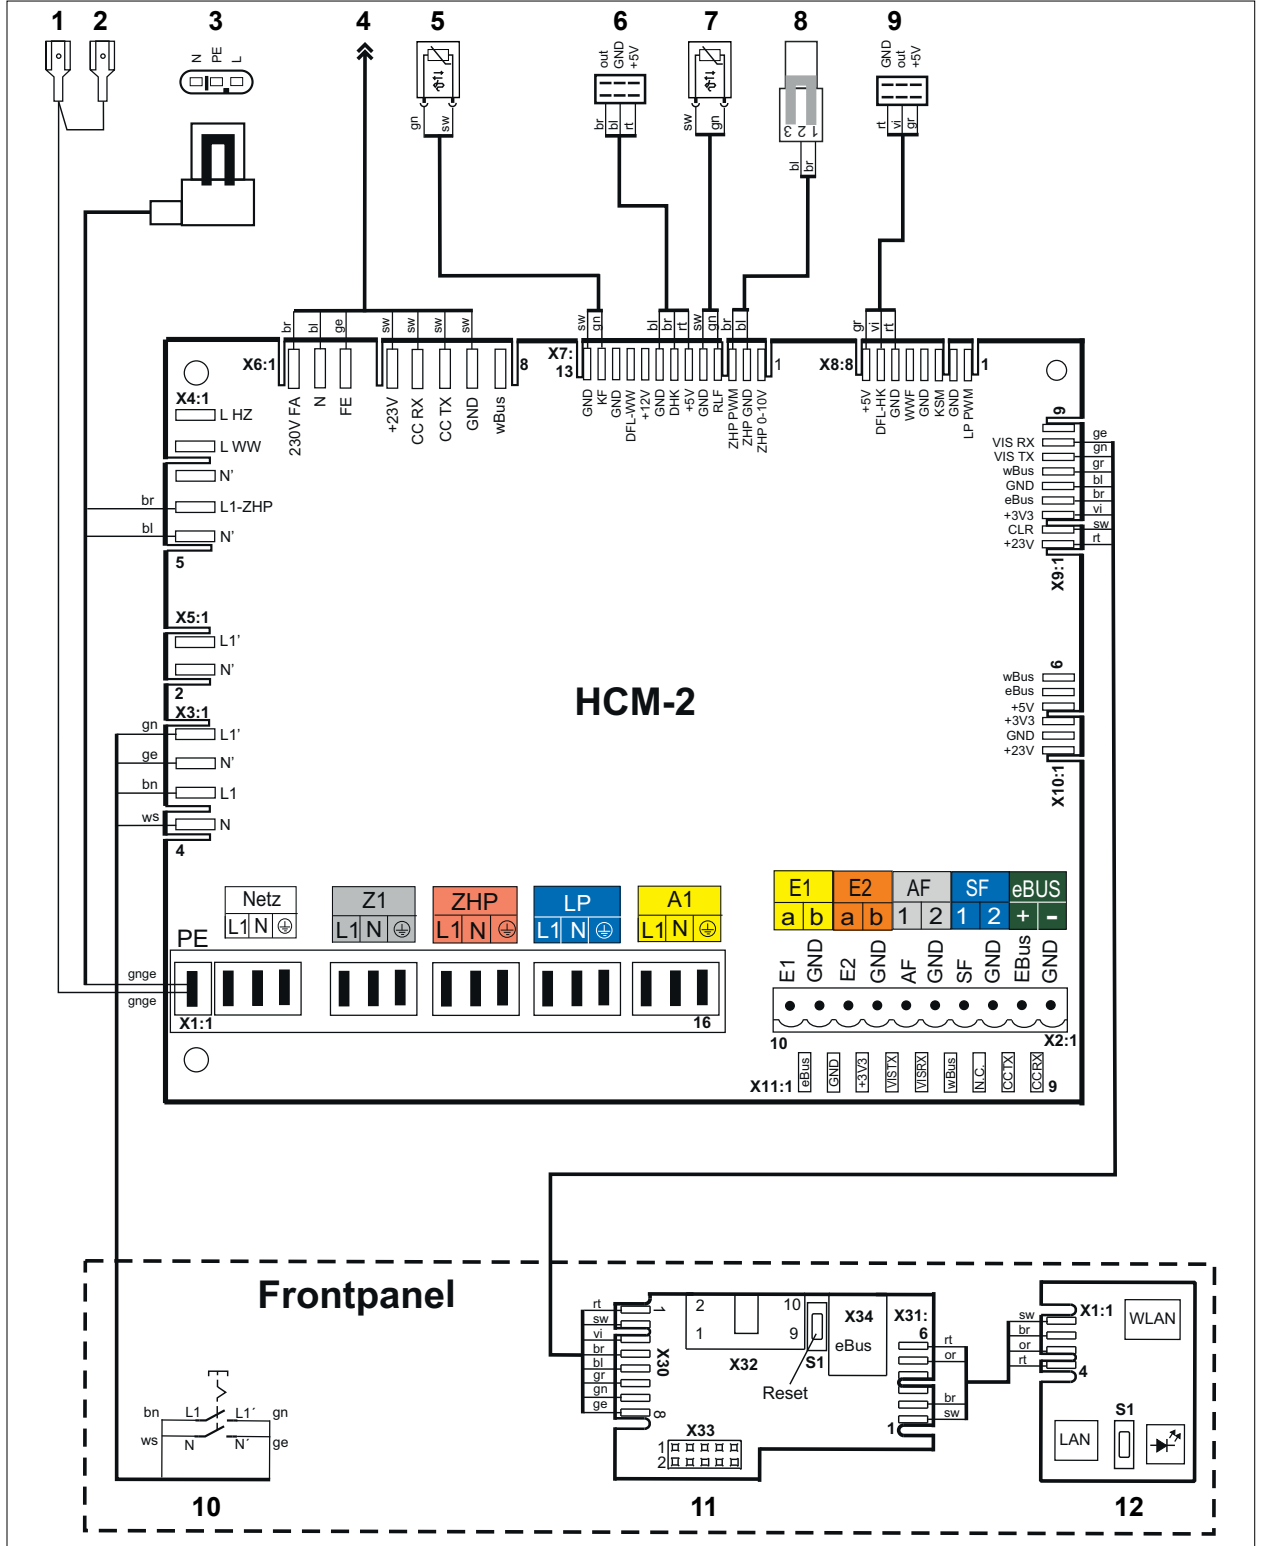 1 2 3 4 5 6 7 8 9
N PE L
out GND +5V
GND out +5V
gn sw
br bl rt
sw gn
3 2 1
bl br
rt vi gr
br bl ge sw sw sw sw
sw gn bl br rt sw gn br bl
gr vi rt
X6:1
8
X7:
13
1
X8:8
1
230V FA
N
FE
+23V
CC RX
CC TX
GND
wBus
GND
KF
GND
DFL-WW
+12V
GND
DHK
+5V
GND
RLF
ZHP PWM
ZHP GND
ZHP 0-10V
+5V
DFL-HK
GND
WWF
GND
KSM
GND
LP PWM
X4:1
L HZ
L WW
N'
br L1-ZHP
bl N'
5
X5:1
L1'
N'
2
X3:1
gn L1'
ge N'
bn L1
ws N
4
9
VIS RX ge
VIS TX gn
wBus gr
GND bl
eBus br
+3V3 vi
CLR sw
+23V rt
X9:1
6
wBus
eBus
+5V
+3V3
GND
+23V
X10:1
HCM-2
Netz
L1 N
Z1
L1 N
ZHP
L1 N
LP
L1 N
A1
L1 N
PE
gnge
gnge
X1:1
16
E1 E2 AF SF eBUS
a b a b 1 2 1 2 + -
E1 GND E2 GND AF GND SF GND EBus GND
10
X2:1
X11:1
eBus GND +3V3 VISTX VISRX wBus N.C. CCTX CCRX
9
Frontpanel
bn L1 L1´ gn
ws N N´ ge
10
rt
sw
vi
br
bl
gr
gn
ge
1
X30
8
2 10
1 9
X32
S1
Reset
X34
eBus
X31:
6
rt
or
br
sw
1
X33
1
2
11
sw
br
or
rt
X1:1
4
WLAN
S1
LAN
12